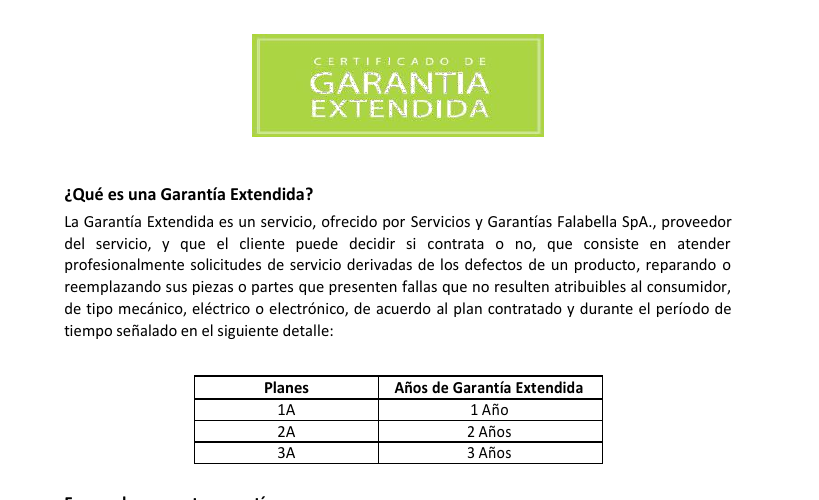 CERTIFICADO DE
GARANTIA
EXTENDIDA
¿Qué es una Garantía Extendida?
La Garantía Extendida es un servicio, ofrecido por Servicios y Garantías Falabella SpA., proveedor
del servicio, y que el cliente puede decidir si contrata o no, que consiste en atender
profesionalmente solicitudes de servicio derivadas de los defectos de un producto, reparando o
reemplazando sus piezas o partes que presenten fallas que no resulten atribuibles al consumidor,
de tipo mecánico, eléctrico o electrónico, de acuerdo al plan contratado y durante el período de
tiempo señalado en el siguiente detalle:
Planes Años de Garantía Extendida
1A 1 Año
2A 2 Años
3A 3 Años